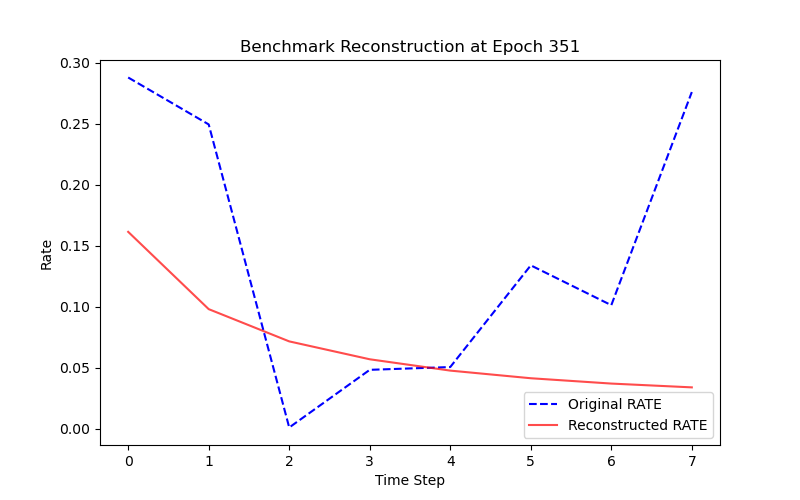 Benchmark Reconstruction at Epoch 351
0.30
0.25
0.20
0.15
0.10
0.05
0.00
Rate
0 1 2 3 4 5 6 7
Time Step
Original RATE
Reconstructed RATE